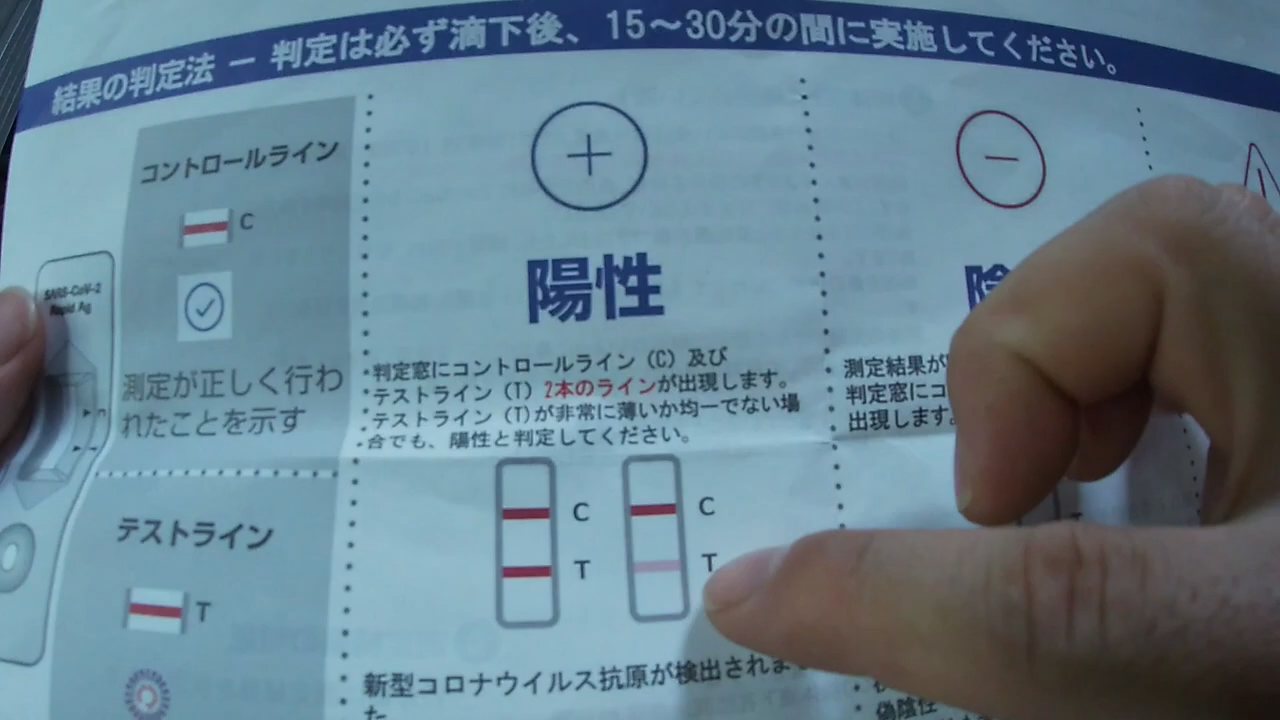 結果の判定法 ー 判定は必ず滴下後、15〜30分の間に実施してください。
コントロールライン
C
SARS-CoV-2
Rapid Ag
測定が正しく行わ
れたことを示す
テストライン
T
陽性
判定窓にコントロールライン（C）及び
テストライン（T）2本のラインが出現します。
テストライン（T)が非常に薄いか均一でない場
合でも、陽性と判定してください。
C
T
C
T
新型コロナウイルス抗原が検出されま
た
陰
測定結果が
判定窓にコ
出現します。
偽陰性